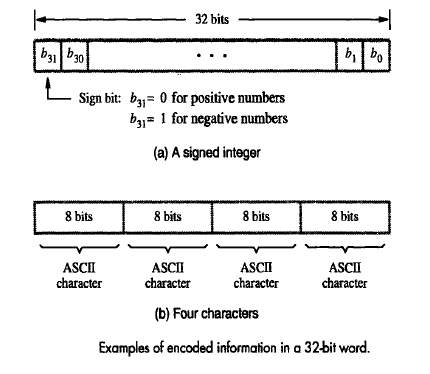 32 bits
b31 b30 . . . b1 b0
Sign bit: b31= 0 for positive numbers
b31= 1 for negative numbers
(a) A signed integer
8 bits 8 bits 8 bits 8 bits
ASCII ASCII ASCII ASCII
character character character character
(b) Four characters
Examples of encoded information in a 32-bit word.